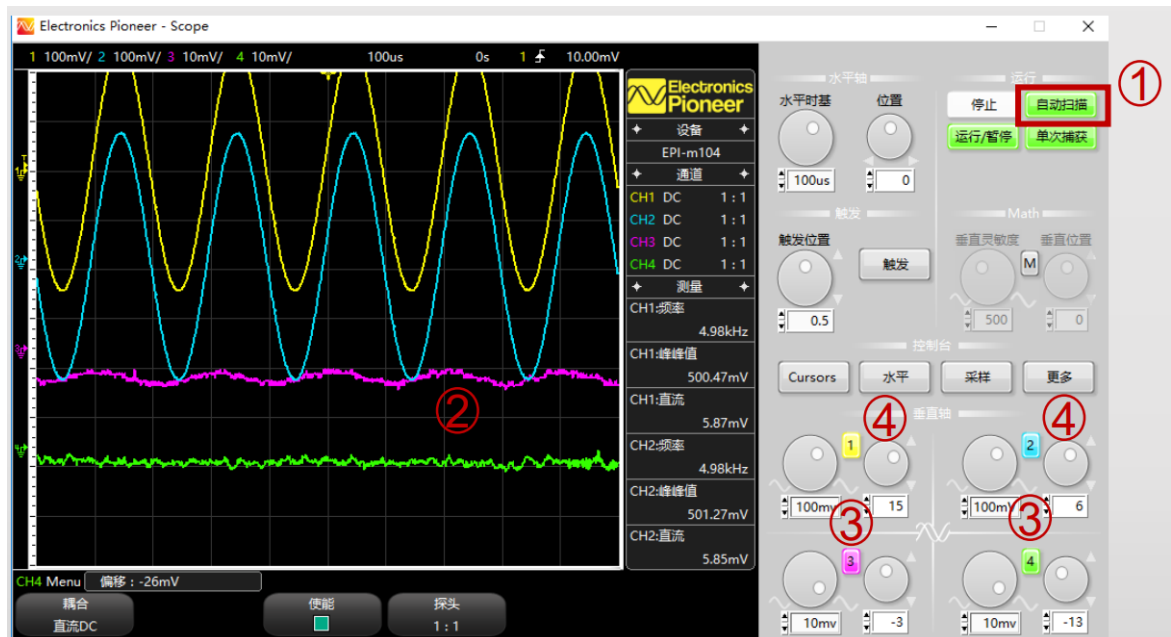 Electronics Pioneer - Scope
1 100mV/ 2 100mV/ 3 10mV/ 4 10mV/ 100us 0s 1 10.00mV
Electronics
Pioneer
设备
EPI-m104
通道
CH1 DC 1 : 1
CH2 DC 1 : 1
CH3 DC 1 : 1
CH4 DC 1 : 1
测量
CH1:频率
4.98kHz
CH1:峰峰值
500.47mV
CH1:直流
5.87mV
CH2:频率
4.98kHz
CH2:峰峰值
501.27mV
CH2:直流
5.85mV
T
1
2
3
4
②
CH4 Menu 偏移：-26mV
耦合
直流DC
使能
探头
1 : 1
水平轴
水平时基 位置
100us 0
运行
①
停止 自动扫描
运行/暂停 单次捕获
触发
触发位置
触发
0.5
Math
垂直灵敏度 垂直位置
M
500 0
控制台
Cursors 水平 采样 更多
垂直轴
④ ④
1 2
100mv 15 100mV 6
③ ③
3 4
10mv -3 10mv -13